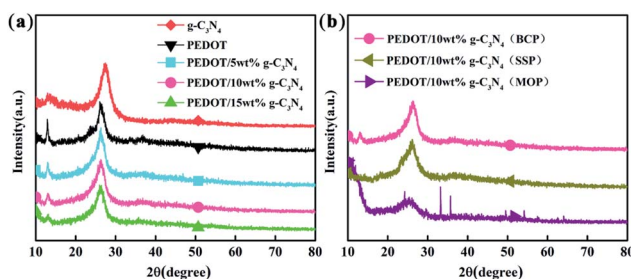 (a)
g-C₃N₄
PEDOT
PEDOT/5wt% g-C₃N₄
PEDOT/10wt% g-C₃N₄
PEDOT/15wt% g-C₃N₄
Intensity(a.u.)
10 20 30 40 50 60 70 80
2θ(degree)
(b)
PEDOT/10wt% g-C₃N₄（BCP）
PEDOT/10wt% g-C₃N₄（SSP）
PEDOT/10wt% g-C₃N₄（MOP）
Intensity(a.u.)
10 20 30 40 50 60 70 80
2θ(degree)